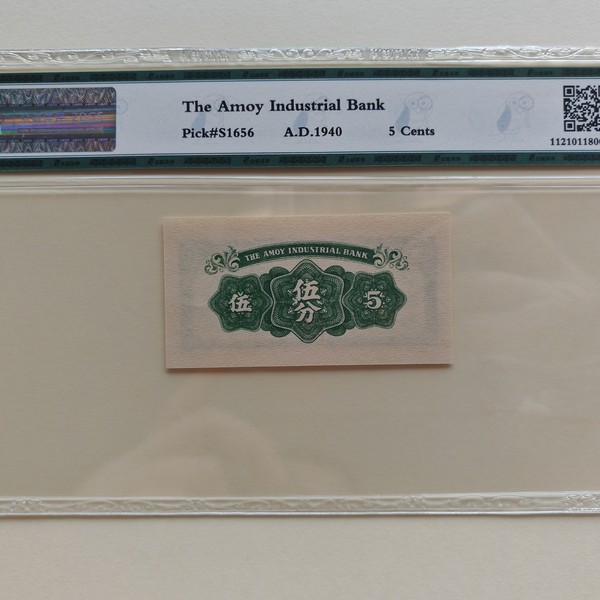 The Amoy Industrial Bank
Pick#S1656 A.D.1940 5 Cents
THE AMOY INDUSTRIAL BANK
伍 伍分 5